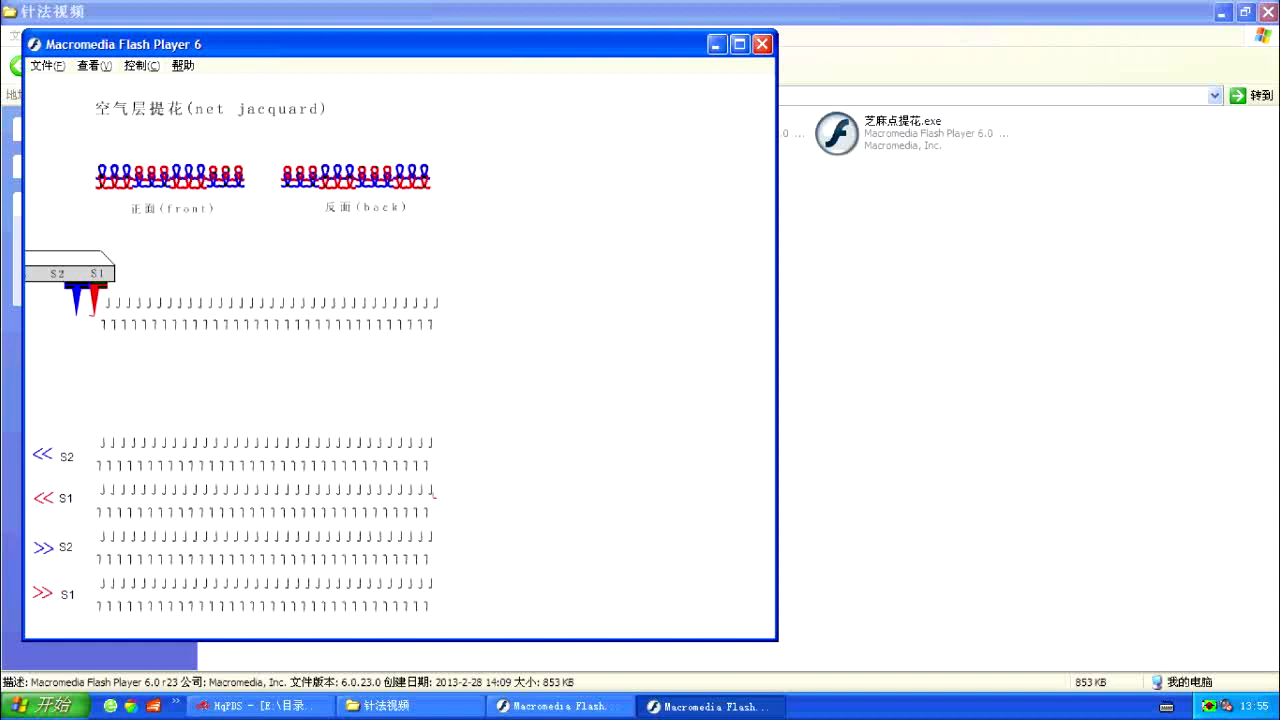 针法视频
Macromedia Flash Player 6
文件(F) 查看(V) 控制(C) 帮助
转到
空气层提花(net jacquard)
芝麻点提花.exe
Macromedia Flash Player 6.0 ...
Macromedia, Inc.
.0 ...
正面(front)
反面(back)
S2 S1
<< S2
<< S1
>> S2
>> S1
描述: Macromedia Flash Player 6.0 r23 公司: Macromedia, Inc. 文件版本: 6.0.23.0 创建日期: 2013-2-28 14:09 大小: 853 KB
853 KB
我的电脑
开始
HqPDS - [E:\目录...
针法视频
Macromedia Flash...
Macromedia Flash...
13:55